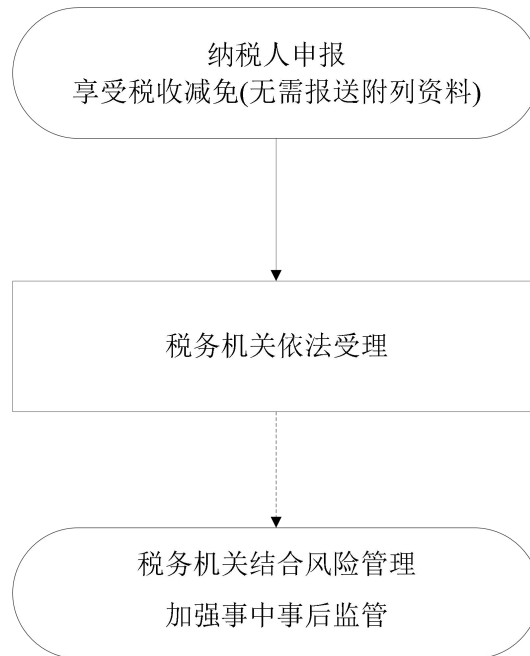 纳税人申报
享受税收减免(无需报送附列资料)
税务机关依法受理
税务机关结合风险管理
加强事中事后监管